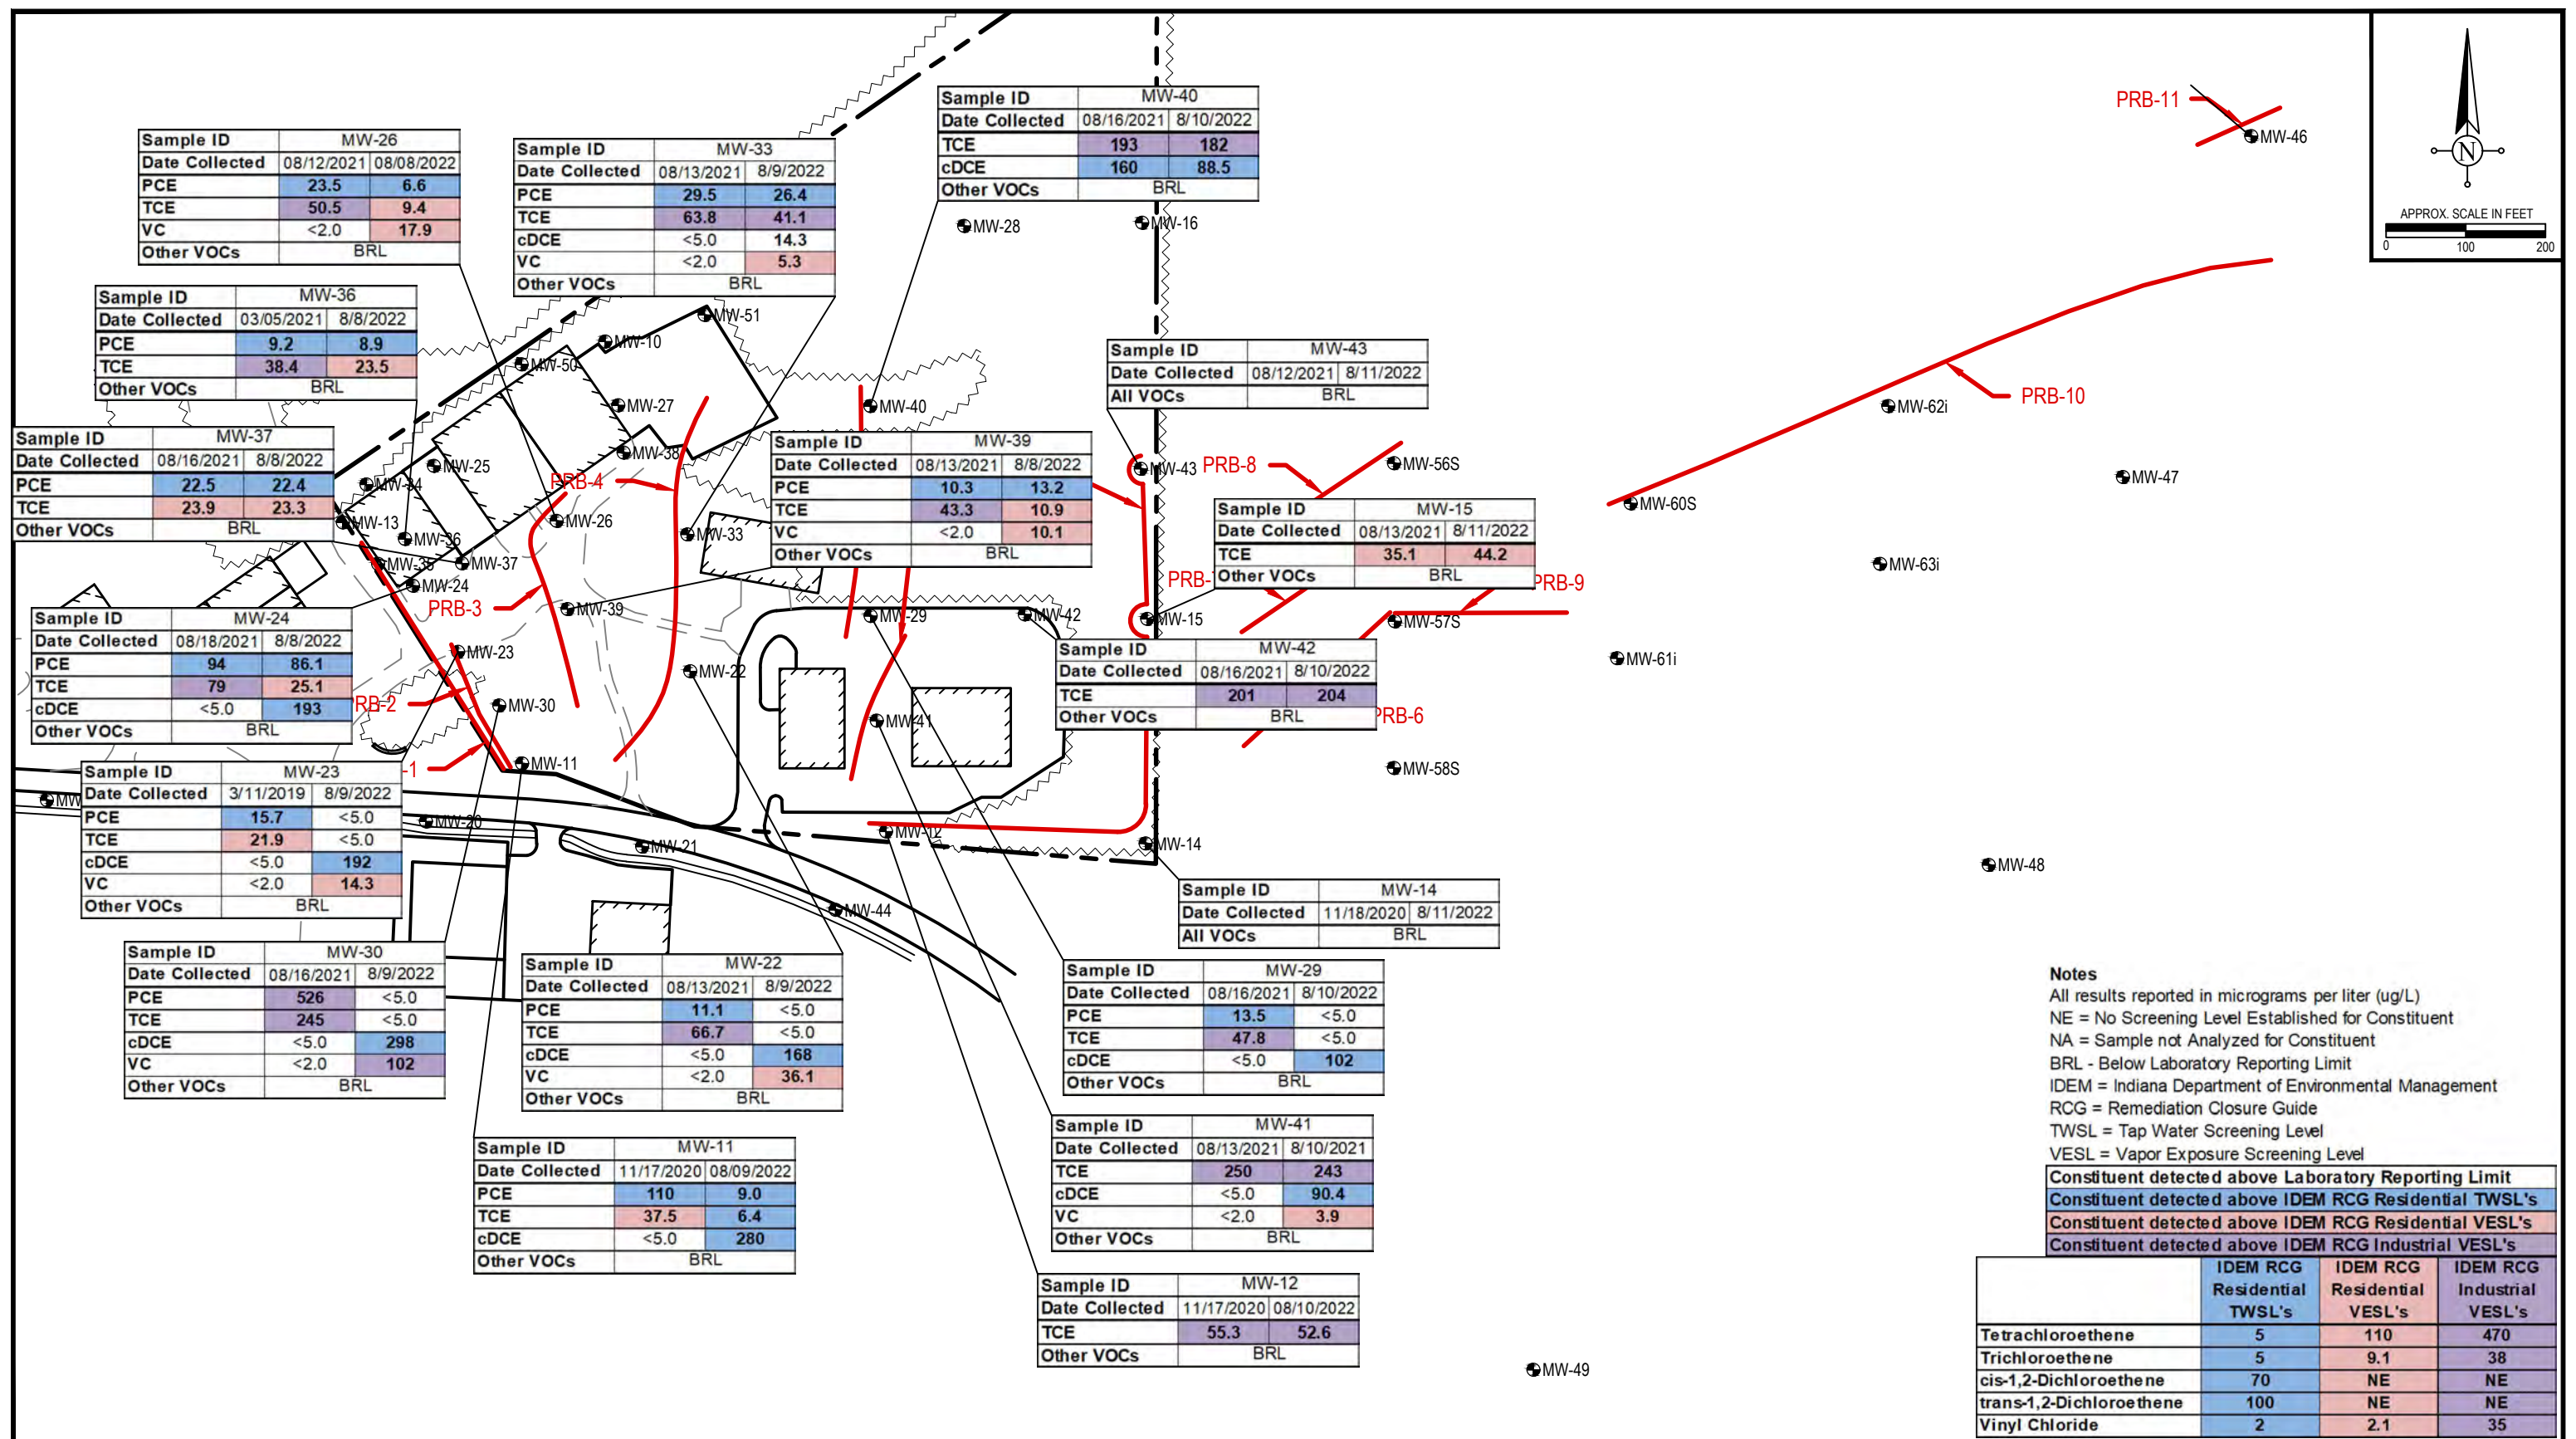 PRB-11
MW-46
N
APPROX. SCALE IN FEET
0 100 200
Sample ID MW-40
Date Collected 08/16/2021 8/10/2022
TCE 193 182
cDCE 160 88.5
Other VOCs BRL
Sample ID MW-26
Date Collected 08/12/2021 08/08/2022
PCE 23.5 6.6
TCE 50.5 9.4
VC <2.0 17.9
Other VOCs BRL
Sample ID MW-33
Date Collected 08/13/2021 8/9/2022
PCE 29.5 26.4
TCE 63.8 41.1
cDCE <5.0 14.3
VC <2.0 5.3
Other VOCs BRL
MW-28
MW-16
Sample ID MW-36
Date Collected 03/05/2021 8/8/2022
PCE 9.2 8.9
TCE 38.4 23.5
Other VOCs BRL
MW-51
MW-10
MW-50
MW-27
MW-40
MW-38
MW-25
MW-34
MW-13
MW-36
MW-35
MW-37
MW-24
MW-26
MW-33
PRB-4
PRB-3
MW-39
Sample ID MW-43
Date Collected 08/12/2021 8/11/2022
All VOCs BRL
PRB-10
MW-62i
Sample ID MW-37
Date Collected 08/16/2021 8/8/2022
PCE 22.5 22.4
TCE 23.9 23.3
Other VOCs BRL
Sample ID MW-39
Date Collected 08/13/2021 8/8/2022
PCE 10.3 13.2
TCE 43.3 10.9
VC <2.0 10.1
Other VOCs BRL
MW-43
PRB-8
MW-56S
MW-47
MW-60S
Sample ID MW-15
Date Collected 08/13/2021 8/11/2022
TCE 35.1 44.2
Other VOCs BRL
MW-63i
PRB-
PRB-9
MW-29
MW-42
MW-15
MW-57S
Sample ID MW-24
Date Collected 08/18/2021 8/8/2022
PCE 94 86.1
TCE 79 25.1
cDCE <5.0 193
Other VOCs BRL
MW-23
PRB-2
MW-30
MW-22
MW-41
Sample ID MW-42
Date Collected 08/16/2021 8/10/2022
TCE 201 204
Other VOCs BRL
MW-61i
PRB-6
MW-58S
-1
MW-11
Sample ID MW-23
Date Collected 3/11/2019 8/9/2022
PCE 15.7 <5.0
TCE 21.9 <5.0
cDCE <5.0 192
VC <2.0 14.3
Other VOCs BRL
MW
MW-20
MW-21
MW-12
MW-14
MW-44
MW-48
Sample ID MW-14
Date Collected 11/18/2020 8/11/2022
All VOCs BRL
Sample ID MW-30
Date Collected 08/16/2021 8/9/2022
PCE 526 <5.0
TCE 245 <5.0
cDCE <5.0 298
VC <2.0 102
Other VOCs BRL
Sample ID MW-22
Date Collected 08/13/2021 8/9/2022
PCE 11.1 <5.0
TCE 66.7 <5.0
cDCE <5.0 168
VC <2.0 36.1
Other VOCs BRL
Sample ID MW-29
Date Collected 08/16/2021 8/10/2022
PCE 13.5 <5.0
TCE 47.8 <5.0
cDCE <5.0 102
Other VOCs BRL
Sample ID MW-11
Date Collected 11/17/2020 08/09/2022
PCE 110 9.0
TCE 37.5 6.4
cDCE <5.0 280
Other VOCs BRL
Sample ID MW-41
Date Collected 08/13/2021 8/10/2021
TCE 250 243
cDCE <5.0 90.4
VC <2.0 3.9
Other VOCs BRL
Sample ID MW-12
Date Collected 11/17/2020 08/10/2022
TCE 55.3 52.6
Other VOCs BRL
MW-49
Notes
All results reported in micrograms per liter (ug/L)
NE = No Screening Level Established for Constituent
NA = Sample not Analyzed for Constituent
BRL - Below Laboratory Reporting Limit
IDEM = Indiana Department of Environmental Management
RCG = Remediation Closure Guide
TWSL = Tap Water Screening Level
VESL = Vapor Exposure Screening Level
Constituent detected above Laboratory Reporting Limit
Constituent detected above IDEM RCG Residential TWSL's
Constituent detected above IDEM RCG Residential VESL's
Constituent detected above IDEM RCG Industrial VESL's
IDEM RCG Residential TWSL's IDEM RCG Residential VESL's IDEM RCG Industrial VESL's
Tetrachloroethene 5 110 470
Trichloroethene 5 9.1 38
cis-1,2-Dichloroethene 70 NE NE
trans-1,2-Dichloroethene 100 NE NE
Vinyl Chloride 2 2.1 35